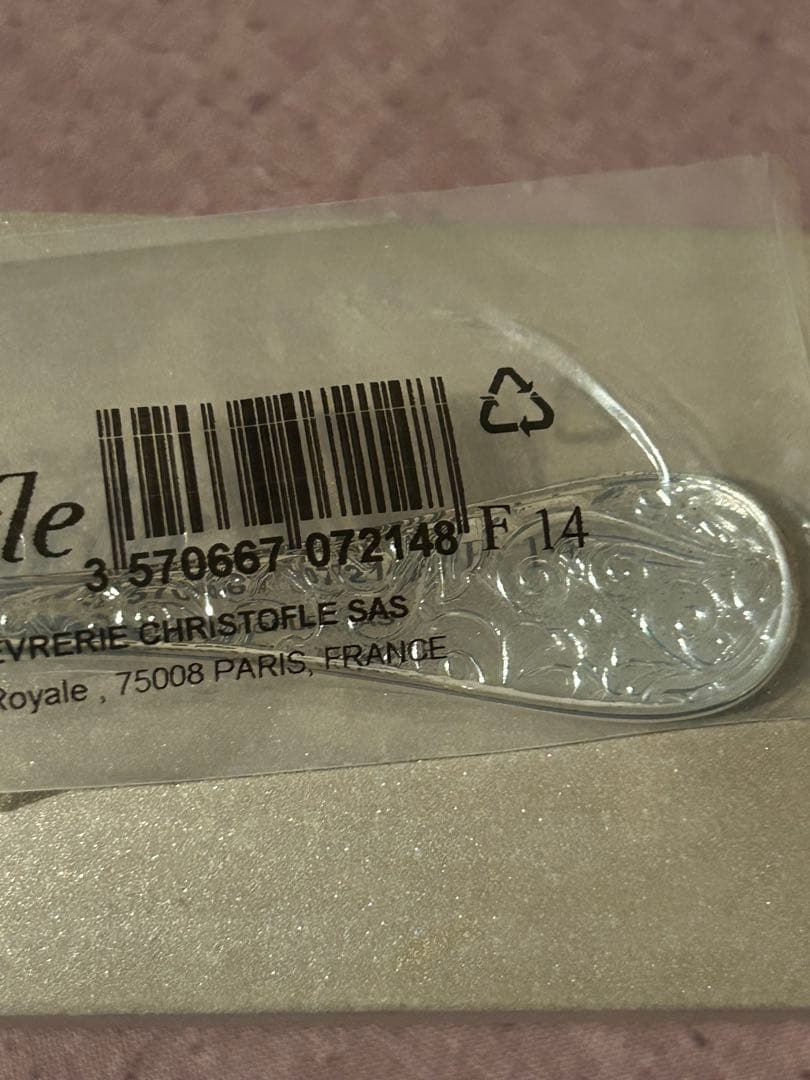 fle
3 570667 072148 F 14
EVRERIE CHRISTOFLE SAS
Royale , 75008 PARIS, FRANCE